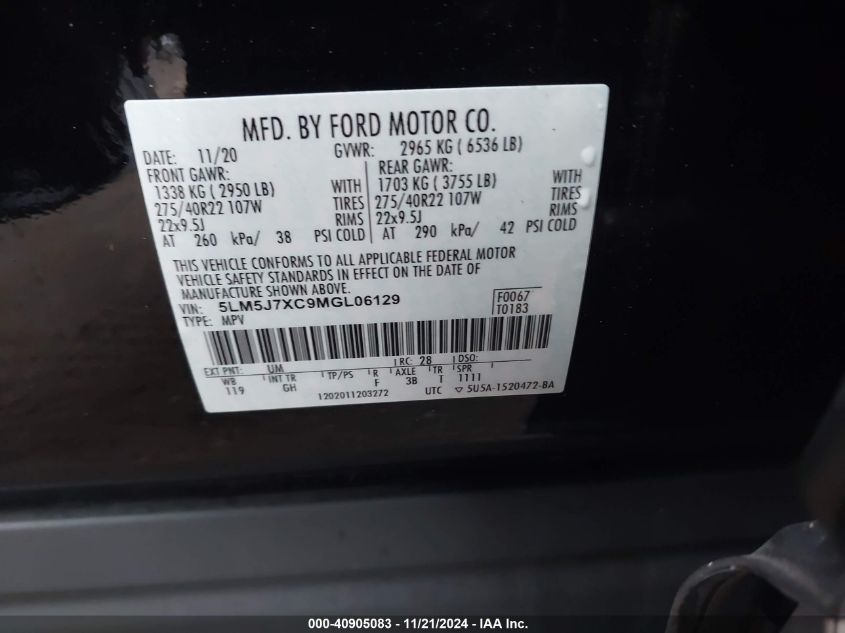 MFD. BY FORD MOTOR CO.
DATE: 11/20 GVWR: 2965 KG ( 6536 LB)
FRONT GAWR: REAR GAWR:
1338 KG ( 2950 LB) WITH 1703 KG ( 3755 LB) WITH
275/40R22 107W TIRES 275/40R22 107W TIRES
22x9.5J RIMS 22x9.5J RIMS
AT 260 kPa/ 38 PSI COLD AT 290 kPa/ 42 PSI COLD
THIS VEHICLE CONFORMS TO ALL APPLICABLE FEDERAL MOTOR
VEHICLE SAFETY STANDARDS IN EFFECT ON THE DATE OF
MANUFACTURE SHOWN ABOVE.
VIN: 5LM5J7XC9MGL06129 F0067
TYPE: MPV T0183
EXT PNT: UM RC: 28 DSO:
WB INT TR TP/PS R AXLE TR SPR
119 GH F 3B T 1111
1202011203272 UTC 5U5A-1520472-BA
000-40905083 - 11/21/2024 - IAA Inc.